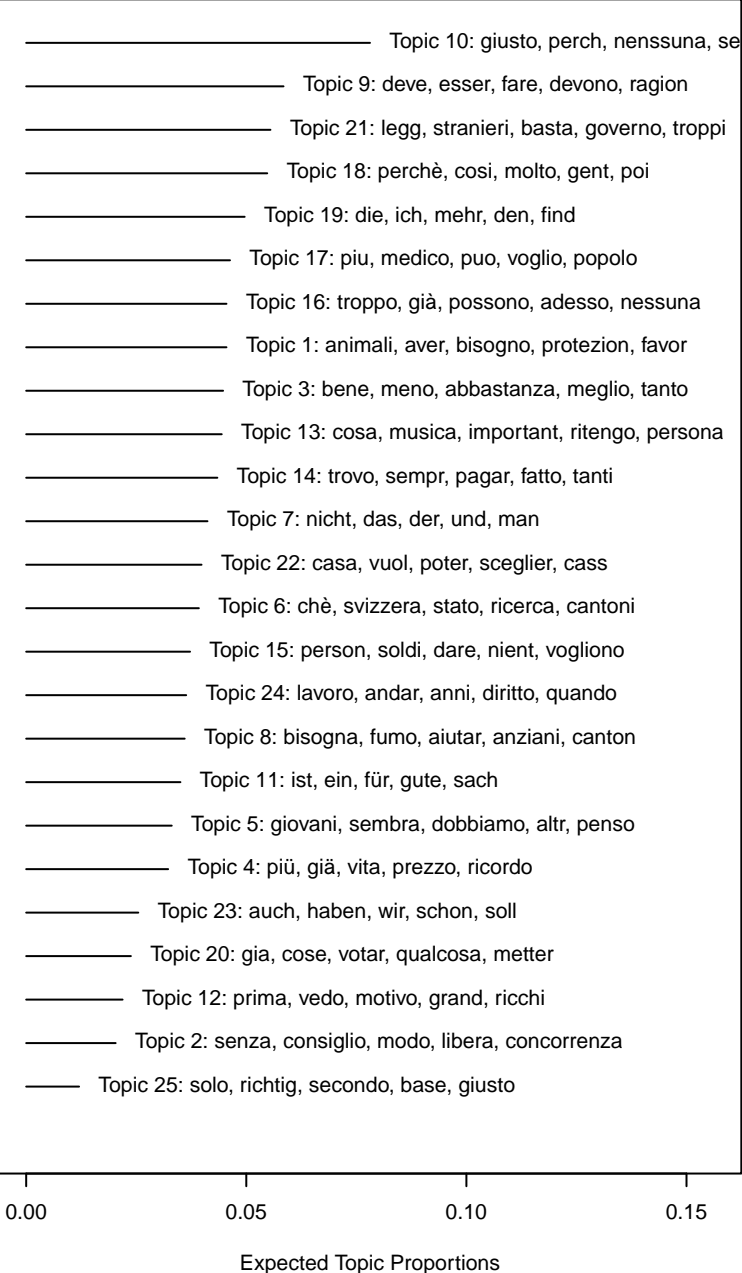 Topic 10: giusto, perch, nenssuna, se
Topic 9: deve, esser, fare, devono, ragion
Topic 21: legg, stranieri, basta, governo, troppi
Topic 18: perchè, cosi, molto, gent, poi
Topic 19: die, ich, mehr, den, find
Topic 17: piu, medico, puo, voglio, popolo
Topic 16: troppo, già, possono, adesso, nessuna
Topic 1: animali, aver, bisogno, protezion, favor
Topic 3: bene, meno, abbastanza, meglio, tanto
Topic 13: cosa, musica, important, ritengo, persona
Topic 14: trovo, sempr, pagar, fatto, tanti
Topic 7: nicht, das, der, und, man
Topic 22: casa, vuol, poter, sceglier, cass
Topic 6: chè, svizzera, stato, ricerca, cantoni
Topic 15: person, soldi, dare, nient, vogliono
Topic 24: lavoro, andar, anni, diritto, quando
Topic 8: bisogna, fumo, aiutar, anziani, canton
Topic 11: ist, ein, für, gute, sach
Topic 5: giovani, sembra, dobbiamo, altr, penso
Topic 4: più, giä, vita, prezzo, ricordo
Topic 23: auch, haben, wir, schon, soll
Topic 20: gia, cose, votar, qualcosa, metter
Topic 12: prima, vedo, motivo, grand, ricchi
Topic 2: senza, consiglio, modo, libera, concorrenza
Topic 25: solo, richtig, secondo, base, giusto
0.00 0.05 0.10 0.15
Expected Topic Proportions